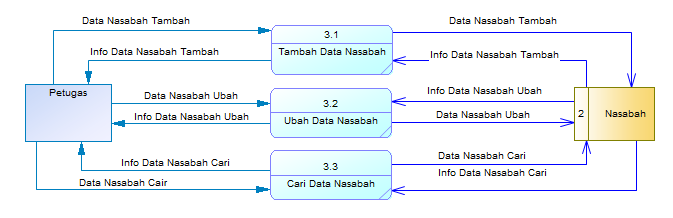 Data Nasabah Tambah
Data Nasabah Tambah
3.1
Tambah Data Nasabah
Info Data Nasabah Tambah
Info Data Nasabah Tambah
Petugas
Data Nasabah Ubah
Info Data Nasabah Ubah
3.2
Ubah Data Nasabah
Info Data Nasabah Ubah
Data Nasabah Ubah
2
Nasabah
Info Data Nasabah Cari
Data Nasabah Cair
3.3
Cari Data Nasabah
Data Nasabah Cari
Info Data Nasabah Cari